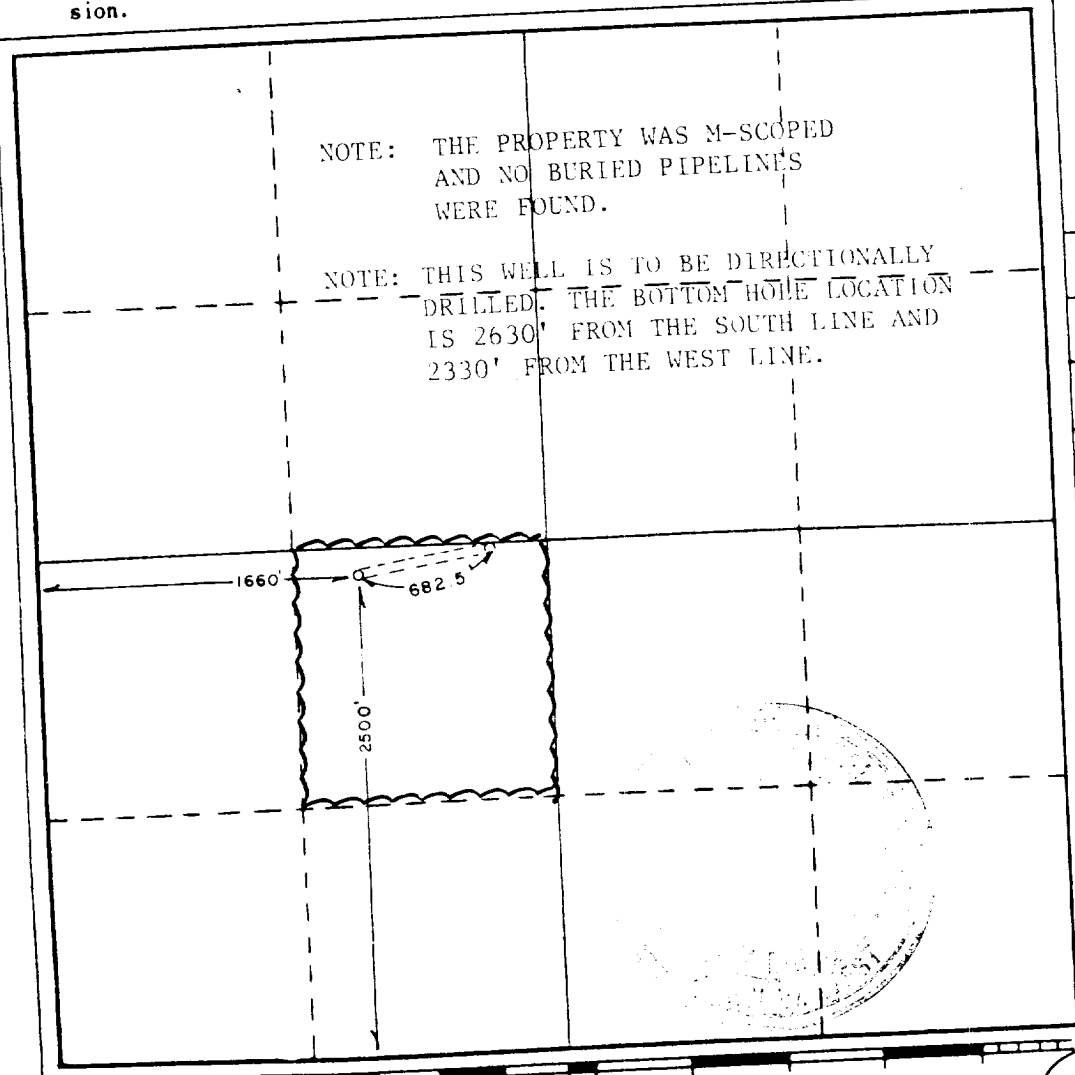 sion.
NOTE: THE PROPERTY WAS M-SCOPED
AND NO BURIED PIPELINES
WERE FOUND.
NOTE: THIS WELL IS TO BE DIRECTIONALLY
DRILLED. THE BOTTOM HOLE LOCATION
IS 2630' FROM THE SOUTH LINE AND
2330' FROM THE WEST LINE.
1660'
682.5'
2500'